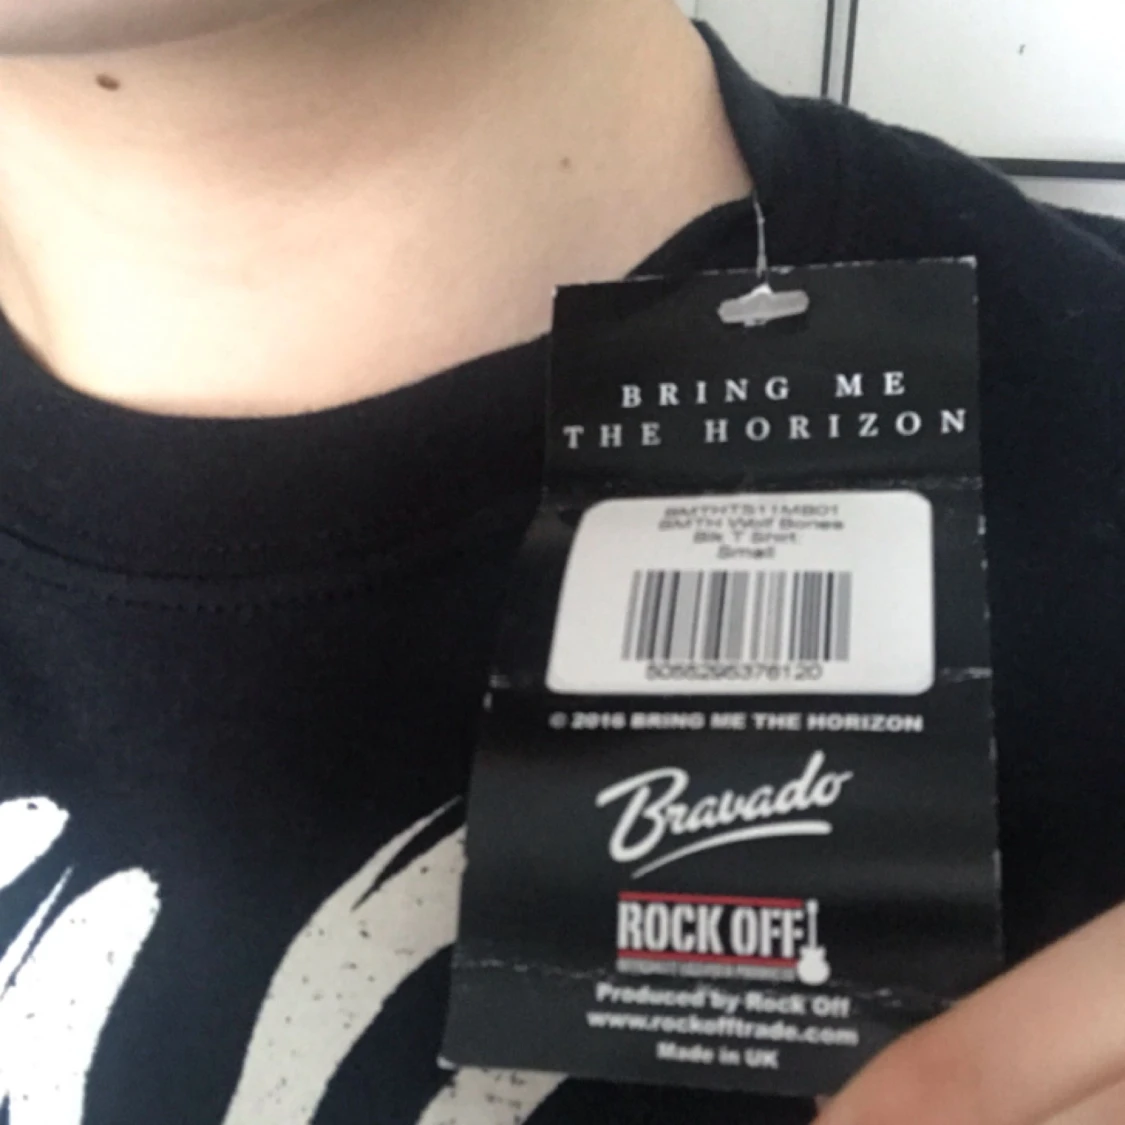 BRING ME
THE HORIZON
BMTHTS11MB01
BMTH Wolf Bones
Blk T Shirt
Small
© 2016 BRING ME THE HORIZON
Bravado
ROCK OFF
Produced by Rock Off
www.rockofftrade.com
Made in UK